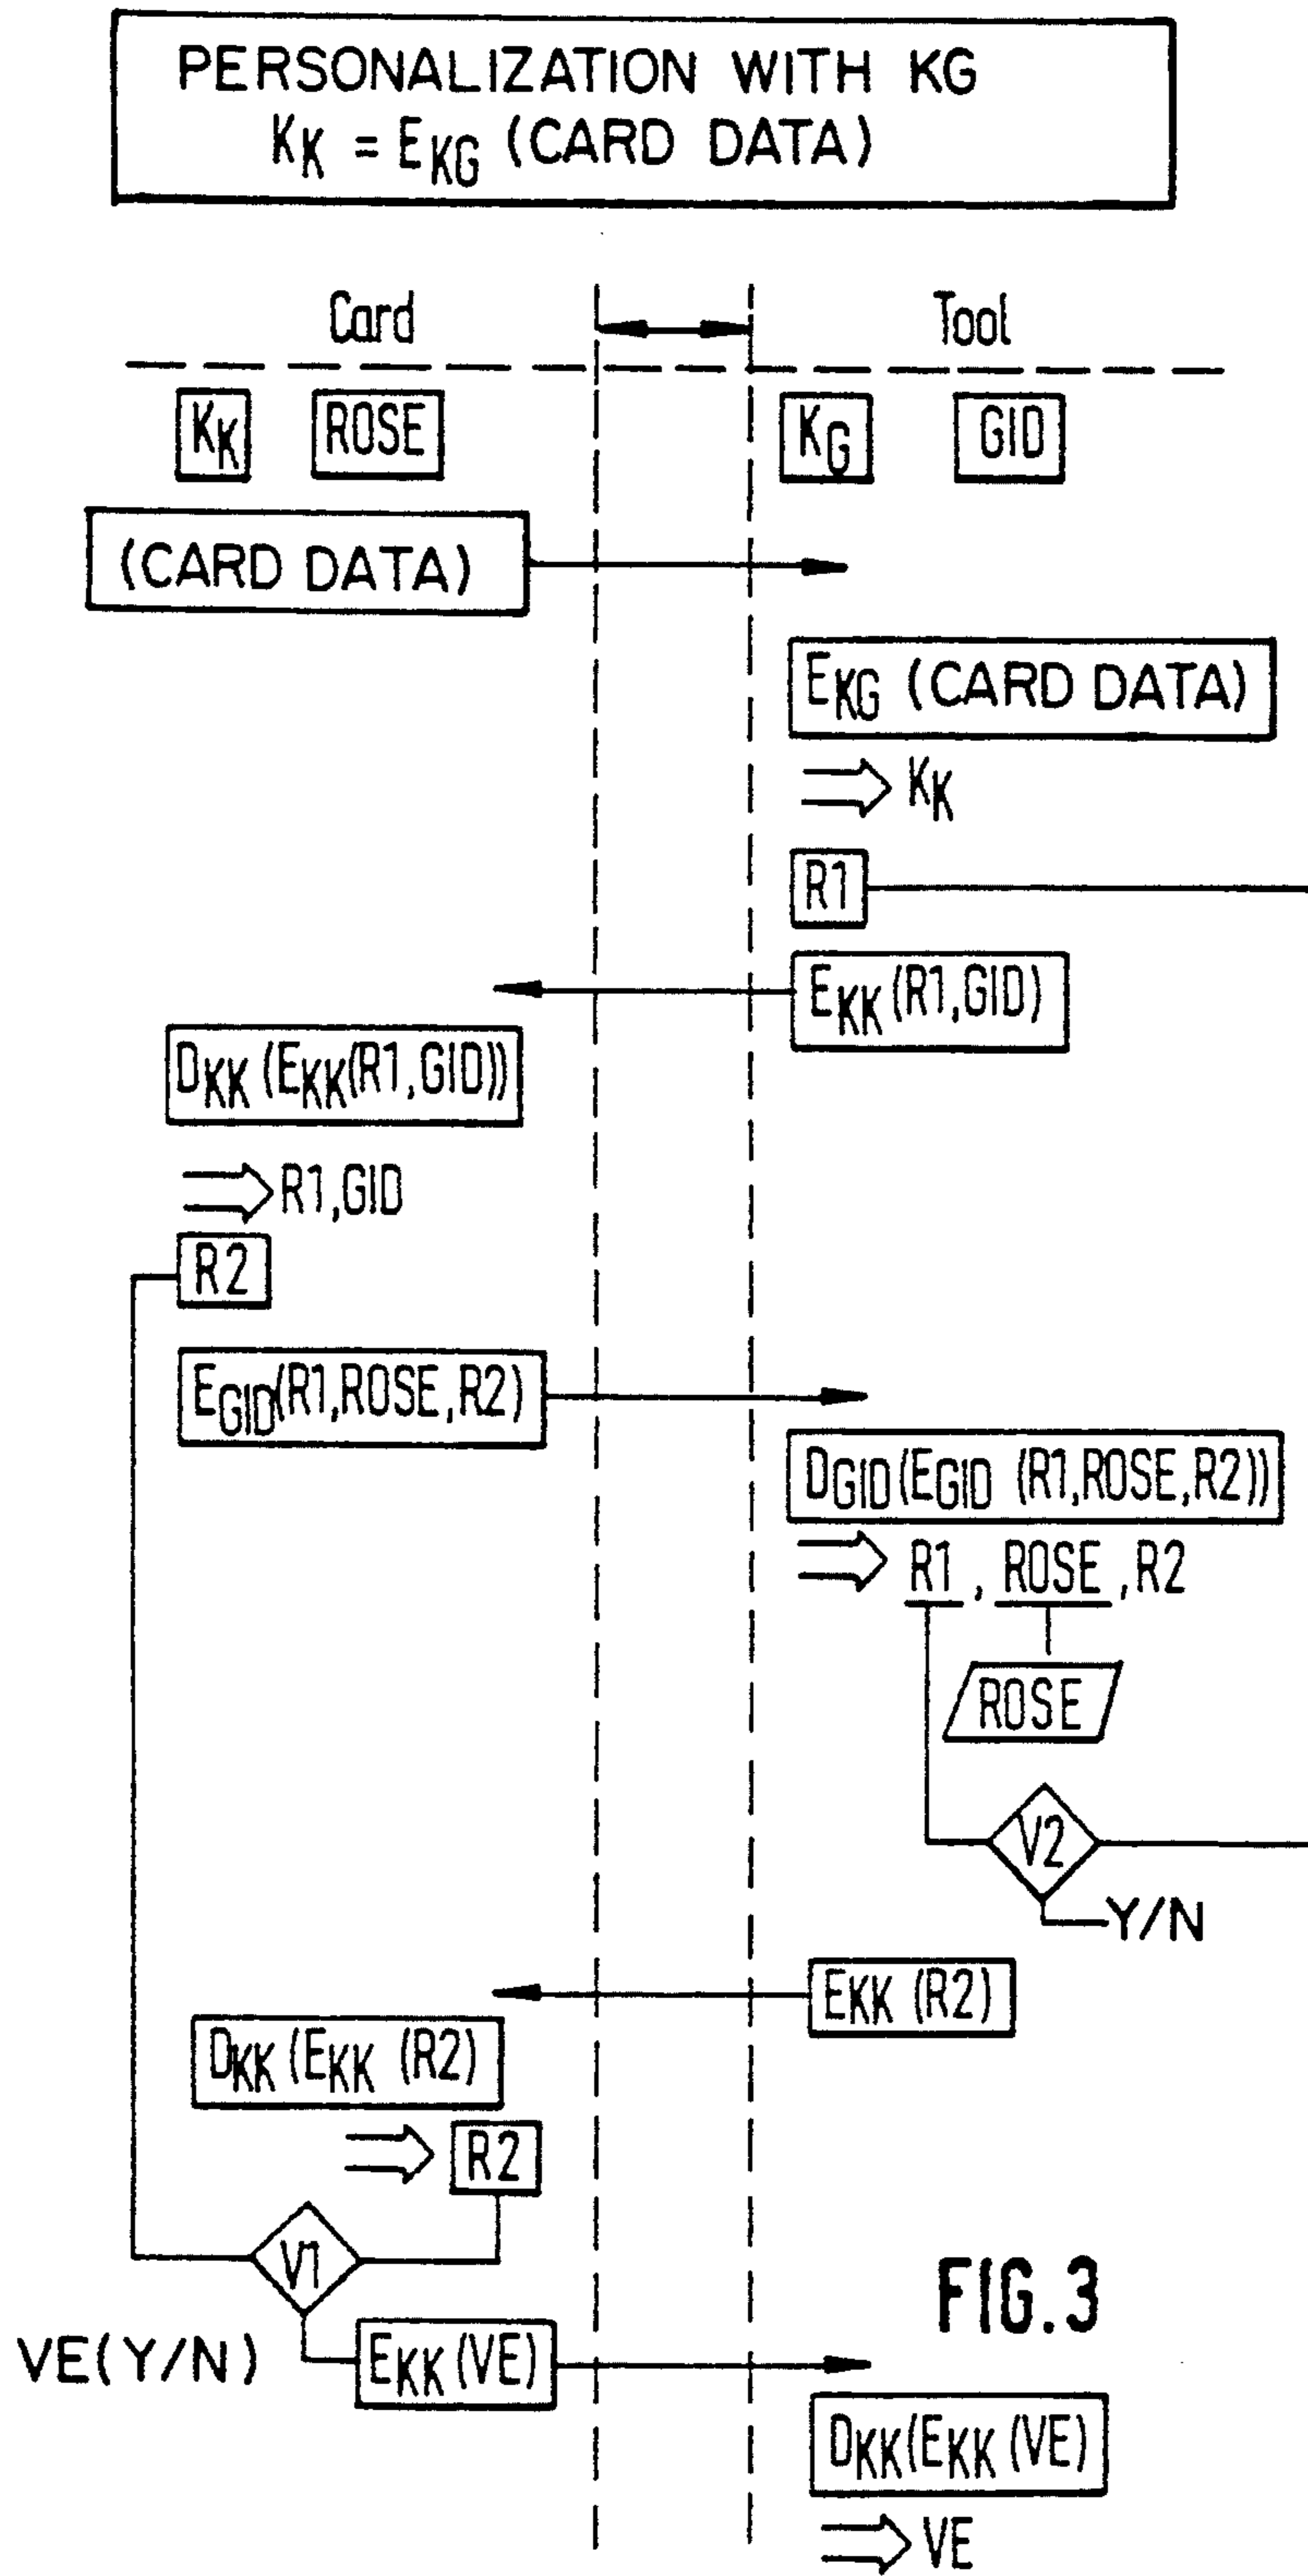 PERSONALIZATION WITH KG
KK = EKG (CARD DATA)
Card Tool
KK ROSE KG GID
(CARD DATA)
EKG (CARD DATA)
KK
R1
EKK (R1,GID)
DKK (EKK(R1,GID))
R1,GID
R2
EGID(R1,ROSE,R2)
DGID(EGID (R1,ROSE,R2))
R1 , ROSE ,R2
ROSE
V2
Y/N
EKK (R2)
DKK (EKK (R2)
R2
V1
FIG.3
VE(Y/N) EKK (VE)
DKK(EKK (VE)
VE